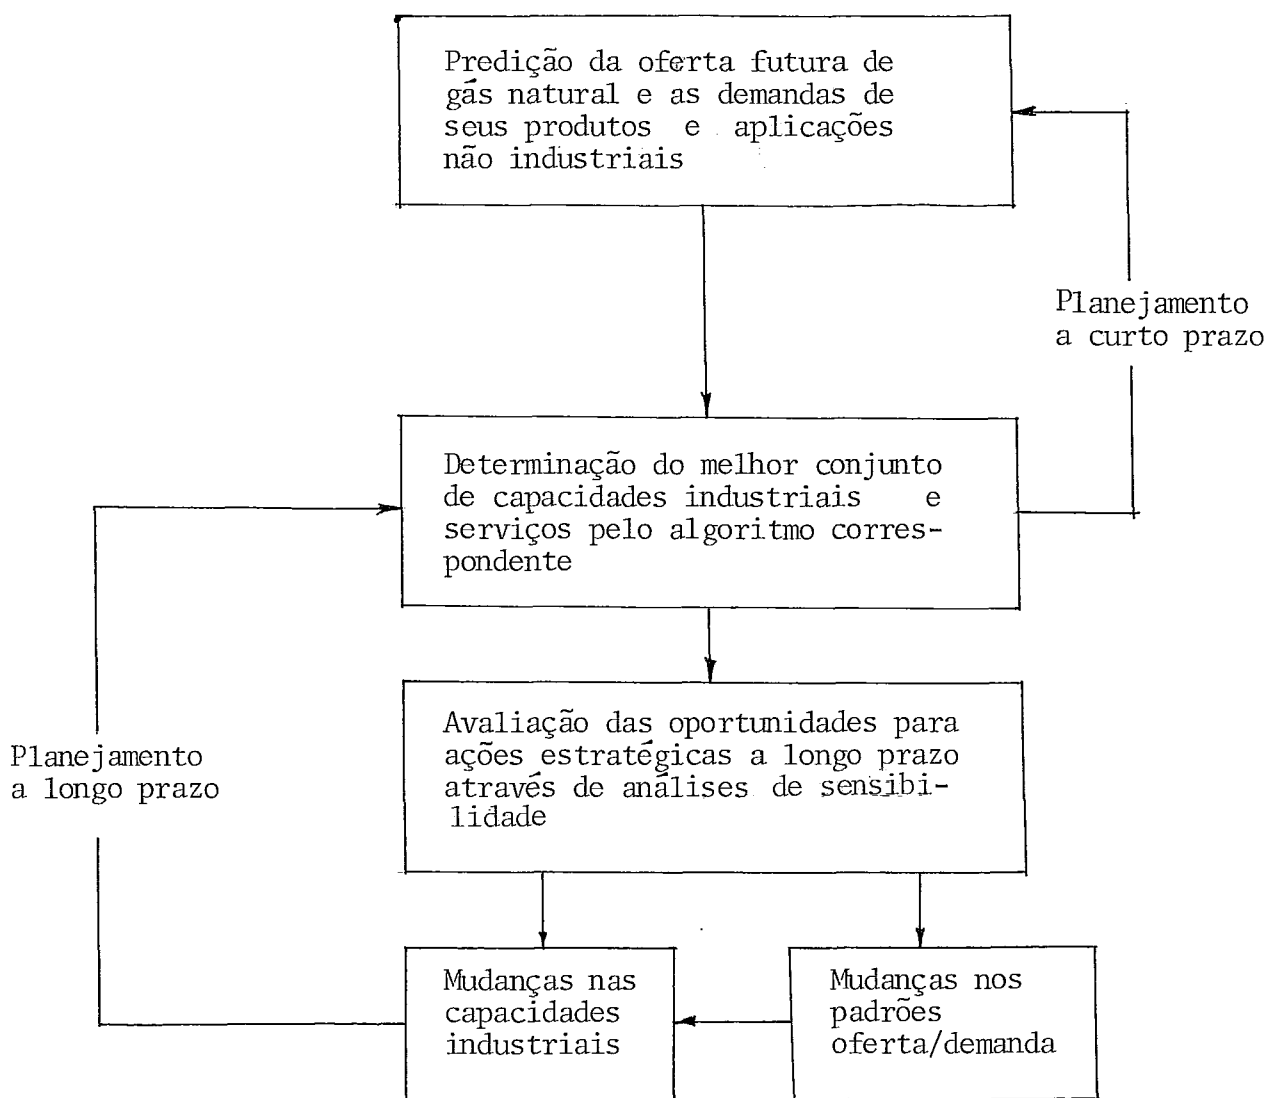 Predição da oferta futura de
gás natural e as demandas de
seus produtos e aplicações
não industriais
Planejamento
a curto prazo
Determinação do melhor conjunto
de capacidades industriais e
serviços pelo algoritmo corres-
pondente
Avaliação das oportunidades para
ações estratégicas a longo prazo
através de análises de sensibi-
lidade
Planejamento
a longo prazo
Mudanças nas
capacidades
industriais
Mudanças nos
padrões
oferta/demanda